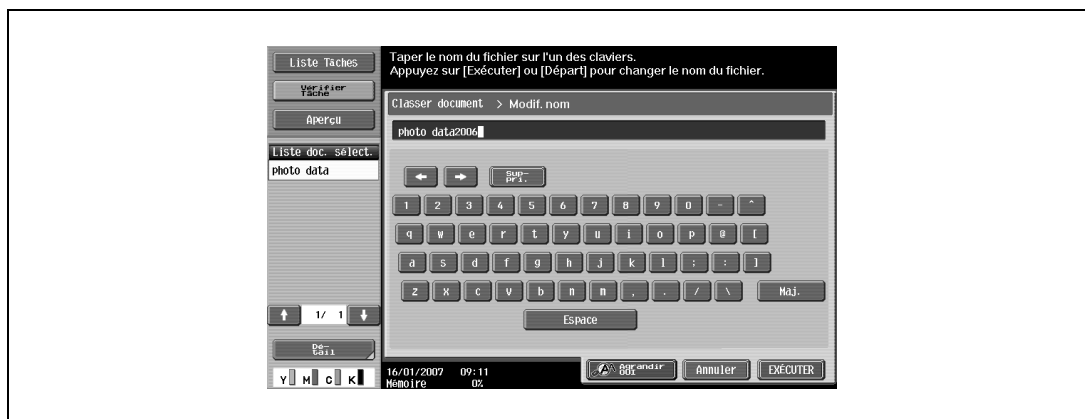 Liste Tâches
Vérifier
Tâche
Aperçu
Liste doc. sélect.
photo data
1/ 1
Dé-
tail
Y M C K
Taper le nom du fichier sur l'un des claviers.
Appuyez sur [Exécuter] ou [Départ] pour changer le nom du fichier.
Classer document > Modif. nom
photo data2006
Sup-
pri.
1 2 3 4 5 6 7 8 9 0 - ^
q w e r t y u i o p @ [
a s d f g h j k l ; : ]
z x c v b n m , . / \ Maj.
Espace
16/01/2007 09:11
Mémoire 0%
Agrandir
OUI
Annuler
EXÉCUTER